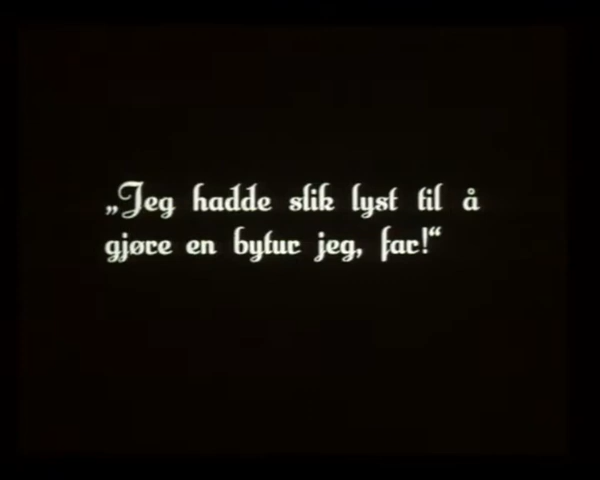 „Jeg hadde slik lyst til å
gjøre en bytur jeg, far!“